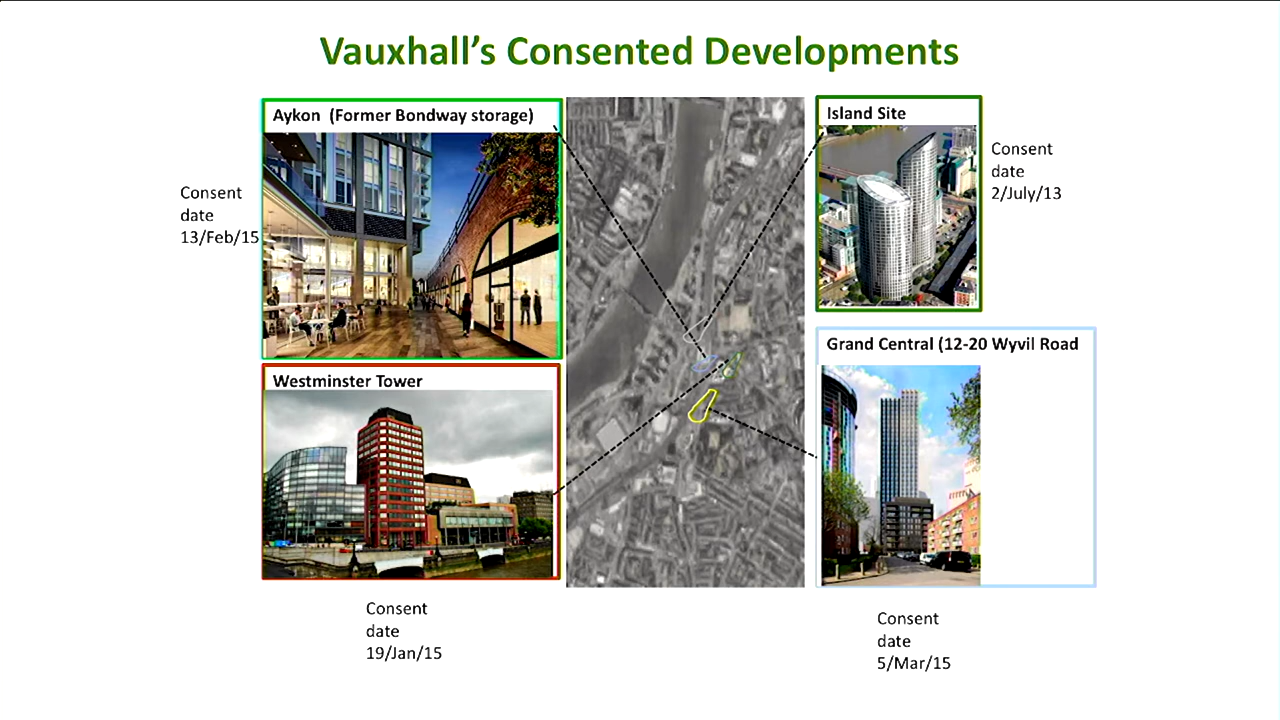 Vauxhall’s Consented Developments
Aykon (Former Bondway storage)
Consent
date
13/Feb/15
Island Site
Consent
date
2/July/13
Westminster Tower
Consent
date
19/Jan/15
Grand Central (12-20 Wyvil Road
Consent
date
5/Mar/15